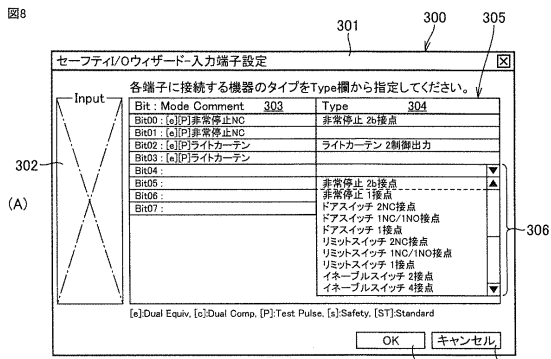 図8
301
300
305
セーフティI/Oウィザード-入力端子設定
各端子に接続する機器のタイプをType欄から指定してください。
Input
Bit : Mode Comment 303 Type 304
Bit00 : [e][P]非常停止NC 非常停止 2b接点
Bit01 : [e][P]非常停止NC
Bit02 : [e][P]ライトカーテン ライトカーテン 2制御出力
Bit03 : [e][P]ライトカーテン
302
Bit04 :
Bit05 : 非常停止 2b接点
Bit06 : 非常停止 1接点
Bit07 : ドアスイッチ 2NC接点
(A)
ドアスイッチ 1NC/1NO接点
306
ドアスイッチ 1接点
リミットスイッチ 2NC接点
リミットスイッチ 1NC/1NO接点
リミットスイッチ 1接点
イネーブルスイッチ 2接点
イネーブルスイッチ 4接点
[e]:Dual Equiv, [c]:Dual Comp, [P]:Test Pulse, [s]:Safety, [ST]:Standard
OK キャンセル